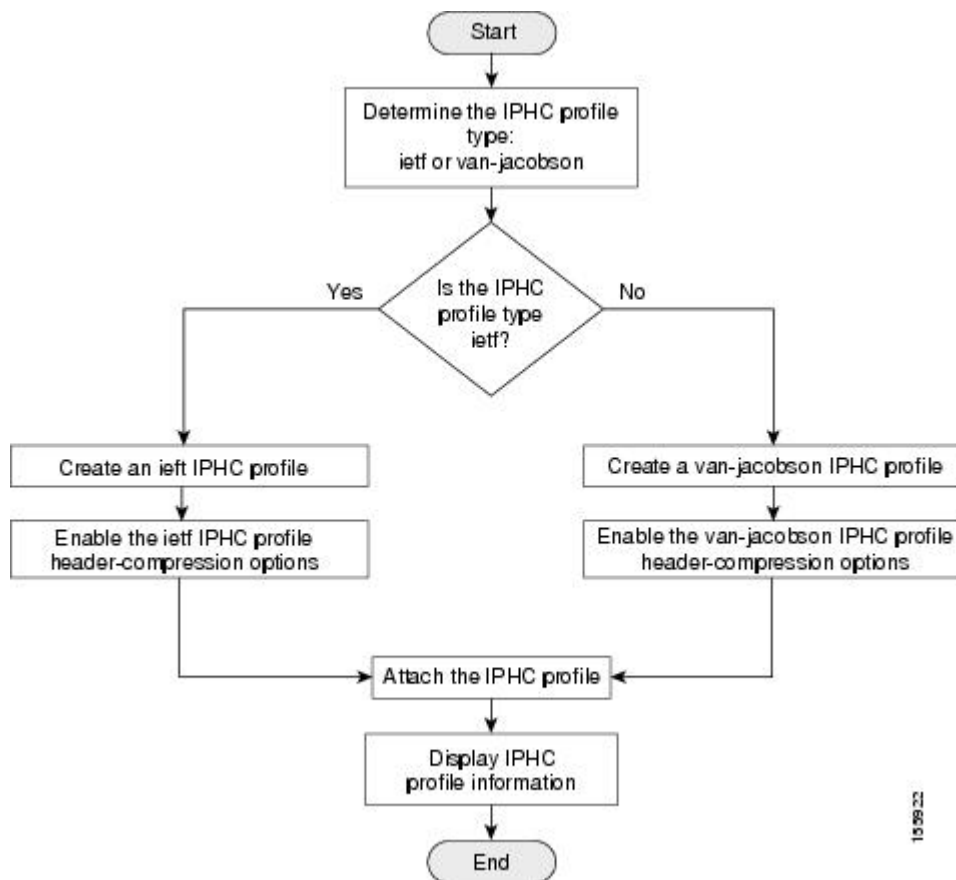 Start
Determine the IPHC profile
type:
ietf or van-jacobson
Is the IPHC
profile type
ietf?
Yes
No
Create an ieft IPHC profile
Create a van-jacobson IPHC profile
Enable the ietf IPHC profile
header-compression options
Enable the van-jacobson IPHC profile
header-compression options
Attach the IPHC profile
Display IPHC
profile information
End